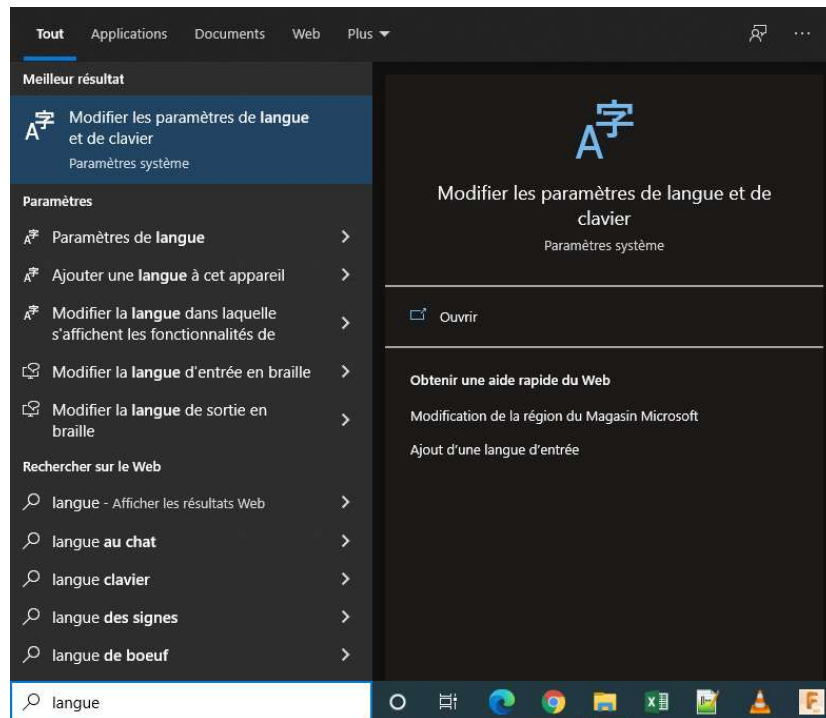 Tout Applications Documents Web Plus
Meilleur résultat
Modifier les paramètres de langue
et de clavier
Paramètres système
Paramètres
Paramètres de langue
Ajouter une langue à cet appareil
Modifier la langue dans laquelle
s'affichent les fonctionnalités de
Modifier la langue d'entrée en braille
Modifier la langue de sortie en
braille
Rechercher sur le Web
langue - Afficher les résultats Web
langue au chat
langue clavier
langue des signes
langue de boeuf
langue
Modifier les paramètres de langue et de
clavier
Paramètres système
Ouvrir
Obtenir une aide rapide du Web
Modification de la région du Magasin Microsoft
Ajout d'une langue d'entrée